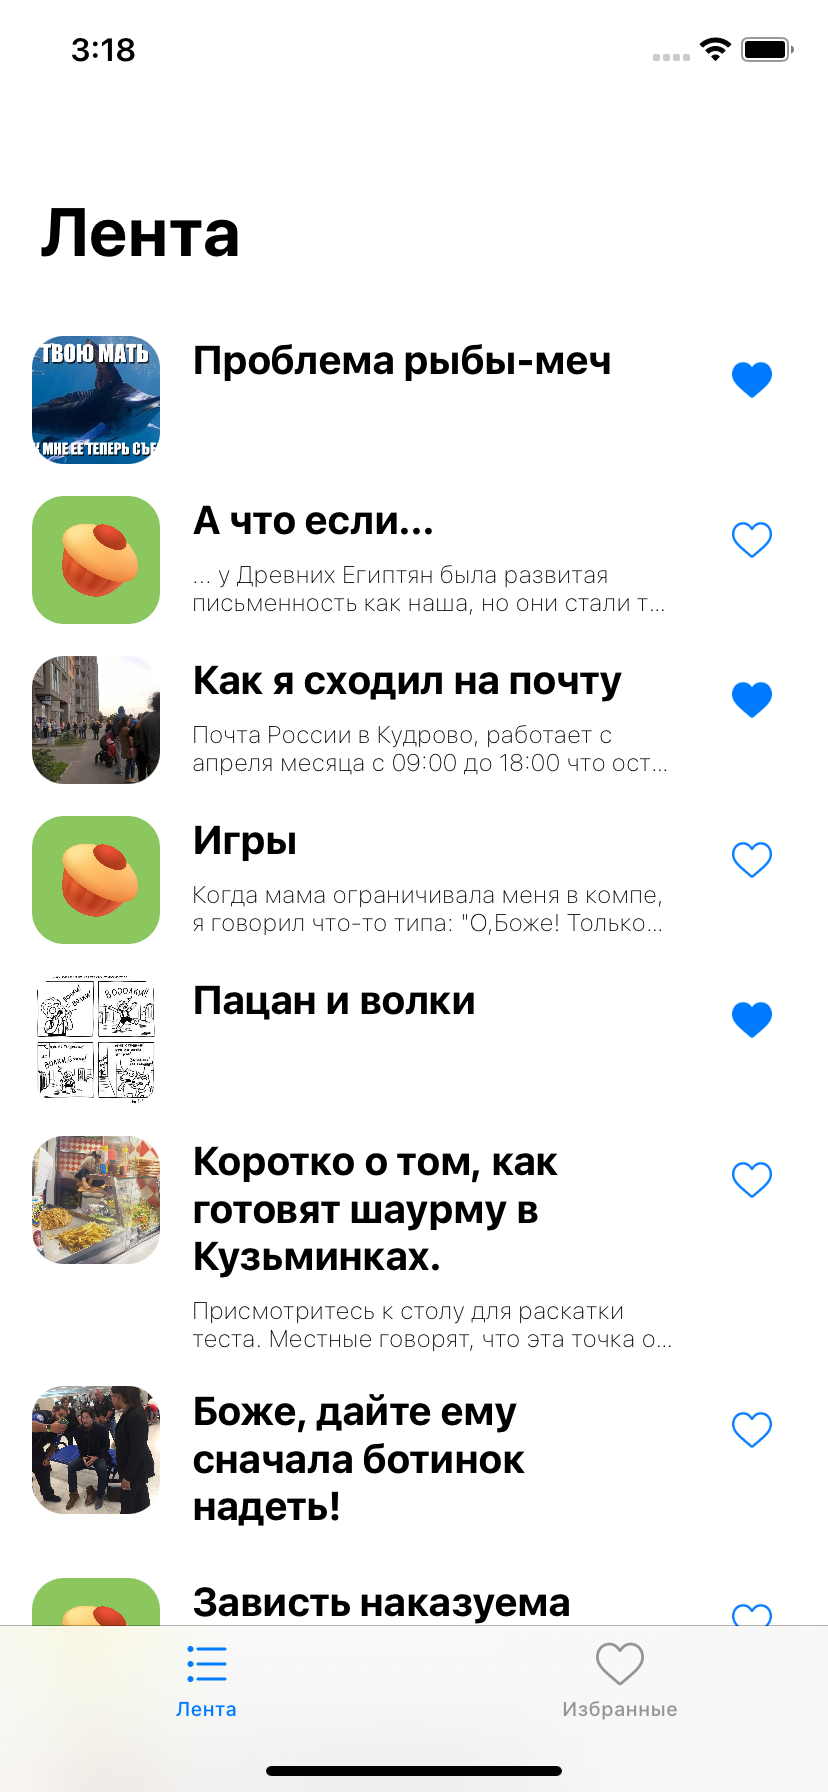 3:18
Лента
ТВОЮ МАТЬ
МНЕ ЕЕ ТЕПЕРЬ
Проблема рыбы-меч
А что если...
... у Древних Египтян была развитая
письменность как наша, но они стали т...
Как я сходил на почту
Почта России в Кудрово, работает с
апреля месяца с 09:00 до 18:00 что ост...
Игры
Когда мама ограничивала меня в компе,
я говорил что-то типа: "О,Боже! Только...
Пацан и волки
Коротко о том, как
готовят шаурму в
Кузьминках.
Присмотритесь к столу для раскатки
теста. Местные говорят, что эта точка о...
Боже, дайте ему
сначала ботинок
надеть!
Зависть наказуема
Лента
Избранные